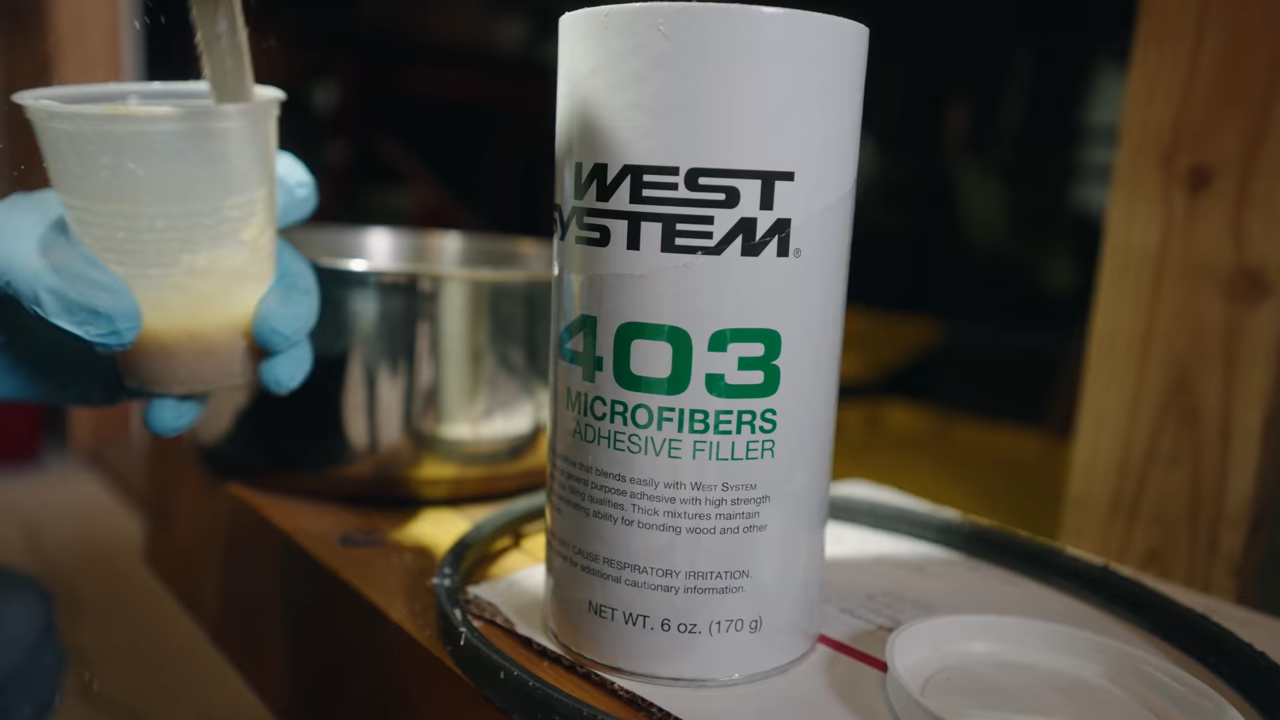 WEST
SYSTEM®
403
MICROFIBERS
ADHESIVE FILLER
that blends easily with WEST SYSTEM
general purpose adhesive with high strength
qualities. Thick mixtures maintain
ability for bonding wood and other
CAUSE RESPIRATORY IRRITATION.
for additional cautionary information.
NET WT. 6 oz. (170 g)